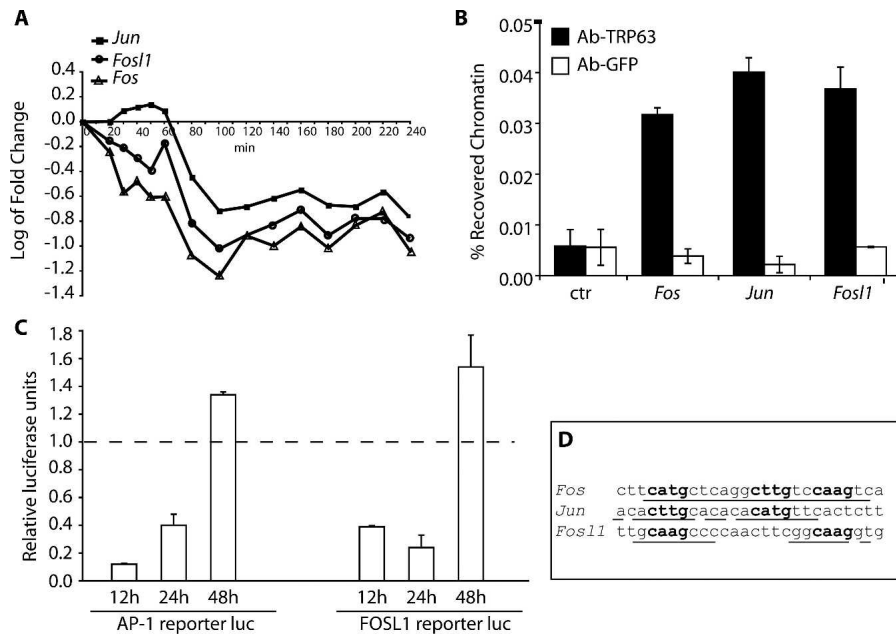 A
Jun
Fosl1
Fos
0.4
0.2
0.0
-0.2
-0.4
-0.6
-0.8
-1.0
-1.2
-1.4
Log of Fold Change
0 20 40 60 80 100 120 140 160 180 200 220 240
min
B
Ab-TRP63
Ab-GFP
0.05
0.04
0.03
0.02
0.01
0.00
% Recovered Chromatin
ctr Fos Jun Fosl1
C
1.8
1.6
1.4
1.2
1.0
0.8
0.6
0.4
0.2
0.0
Relative luciferase units
12h 24h 48h 12h 24h 48h
AP-1 reporter luc FOSL1 reporter luc
D
Fos cttcatgctcaggcttgtccaagtca
Jun acacttgcacacacatgttcactctt
Fosl1 ttgcaagccccaacttcggcaaggtg